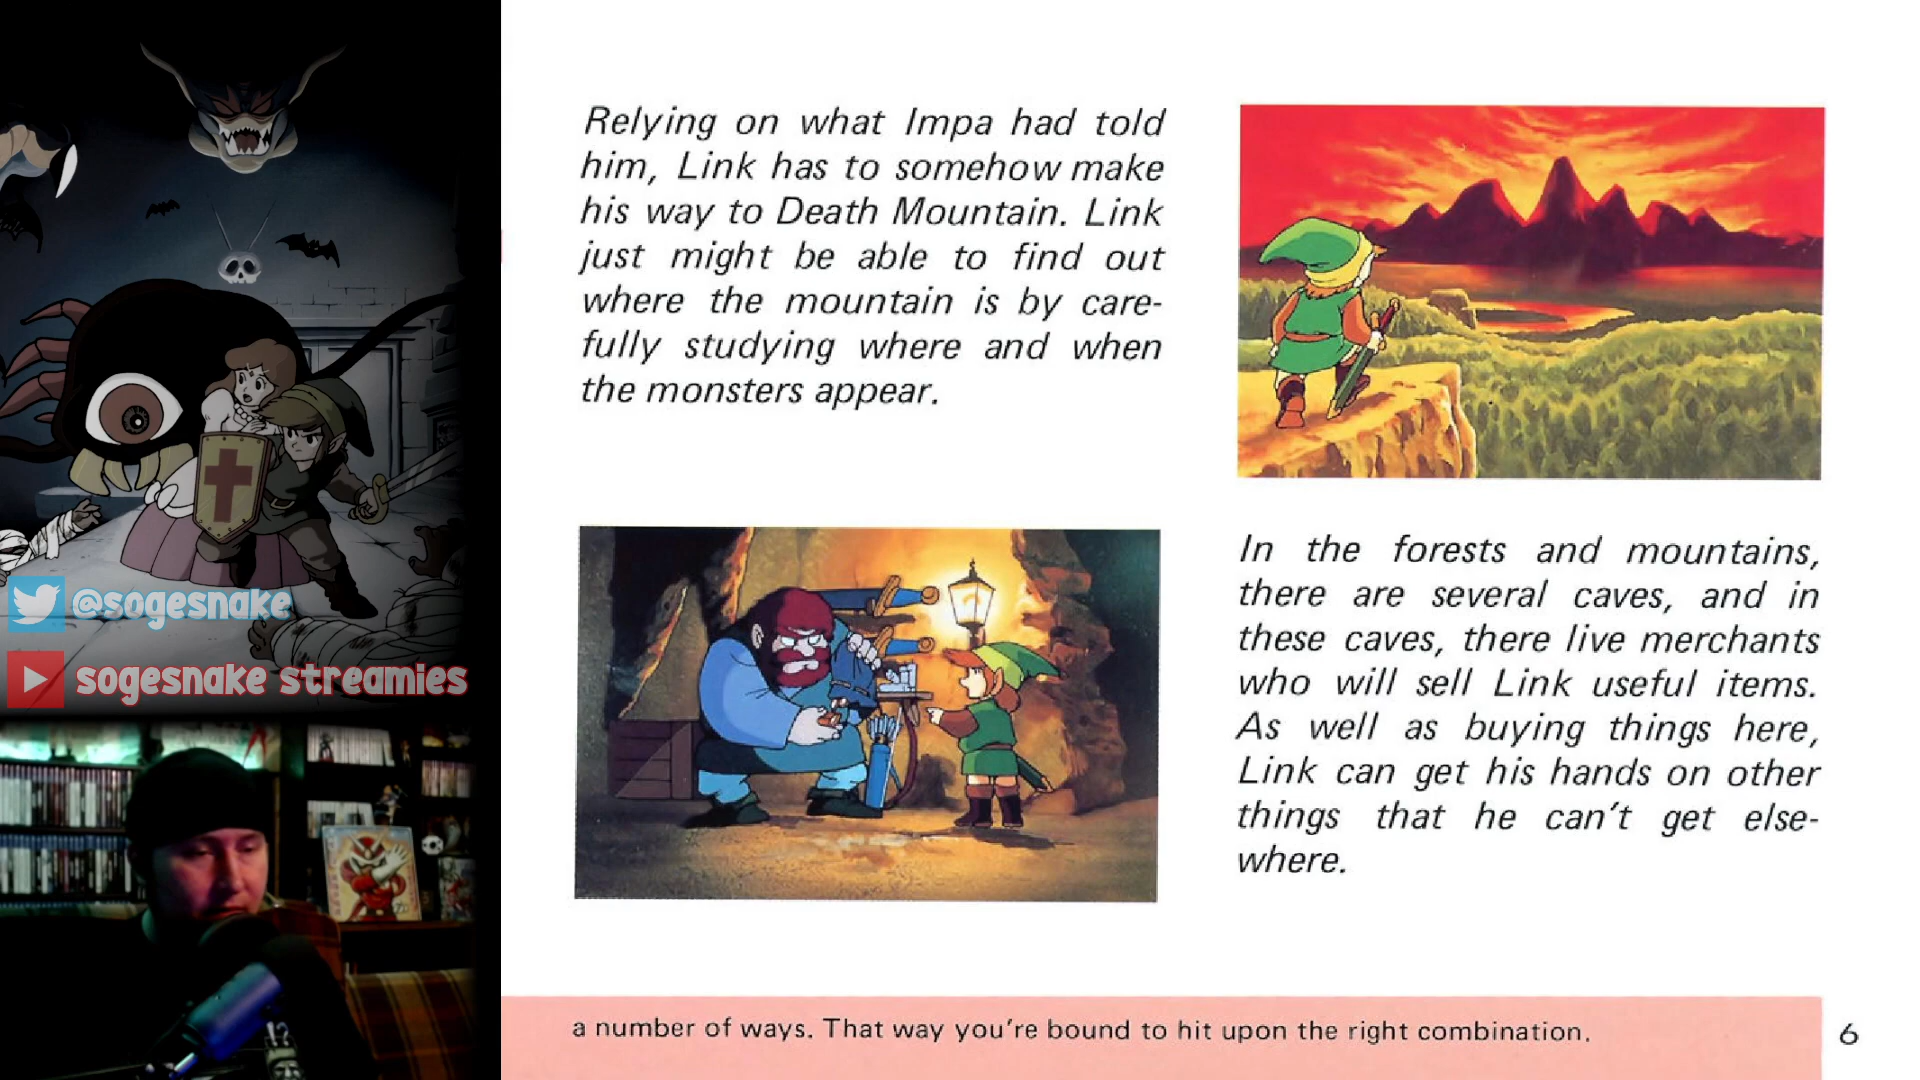 @sogesnake
sogesnake streamies
Relying on what Impa had told
him, Link has to somehow make
his way to Death Mountain. Link
just might be able to find out
where the mountain is by care-
fully studying where and when
the monsters appear.
In the forests and mountains,
there are several caves, and in
these caves, there live merchants
who will sell Link useful items.
As well as buying things here,
Link can get his hands on other
things that he can't get else-
where.
a number of ways. That way you're bound to hit upon the right combination.
6